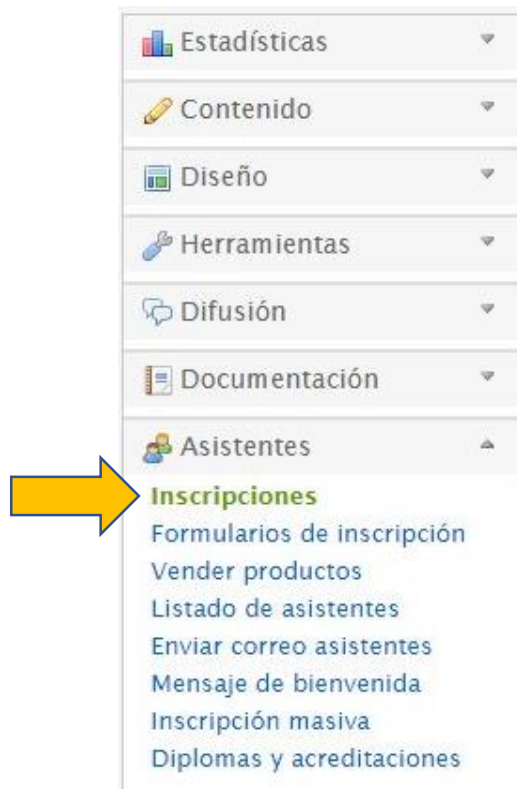 Estadísticas
Contenido
Diseño
Herramientas
Difusión
Documentación
Asistentes
Inscripciones
Formularios de inscripción
Vender productos
Listado de asistentes
Enviar correo asistentes
Mensaje de bienvenida
Inscripción masiva
Diplomas y acreditaciones